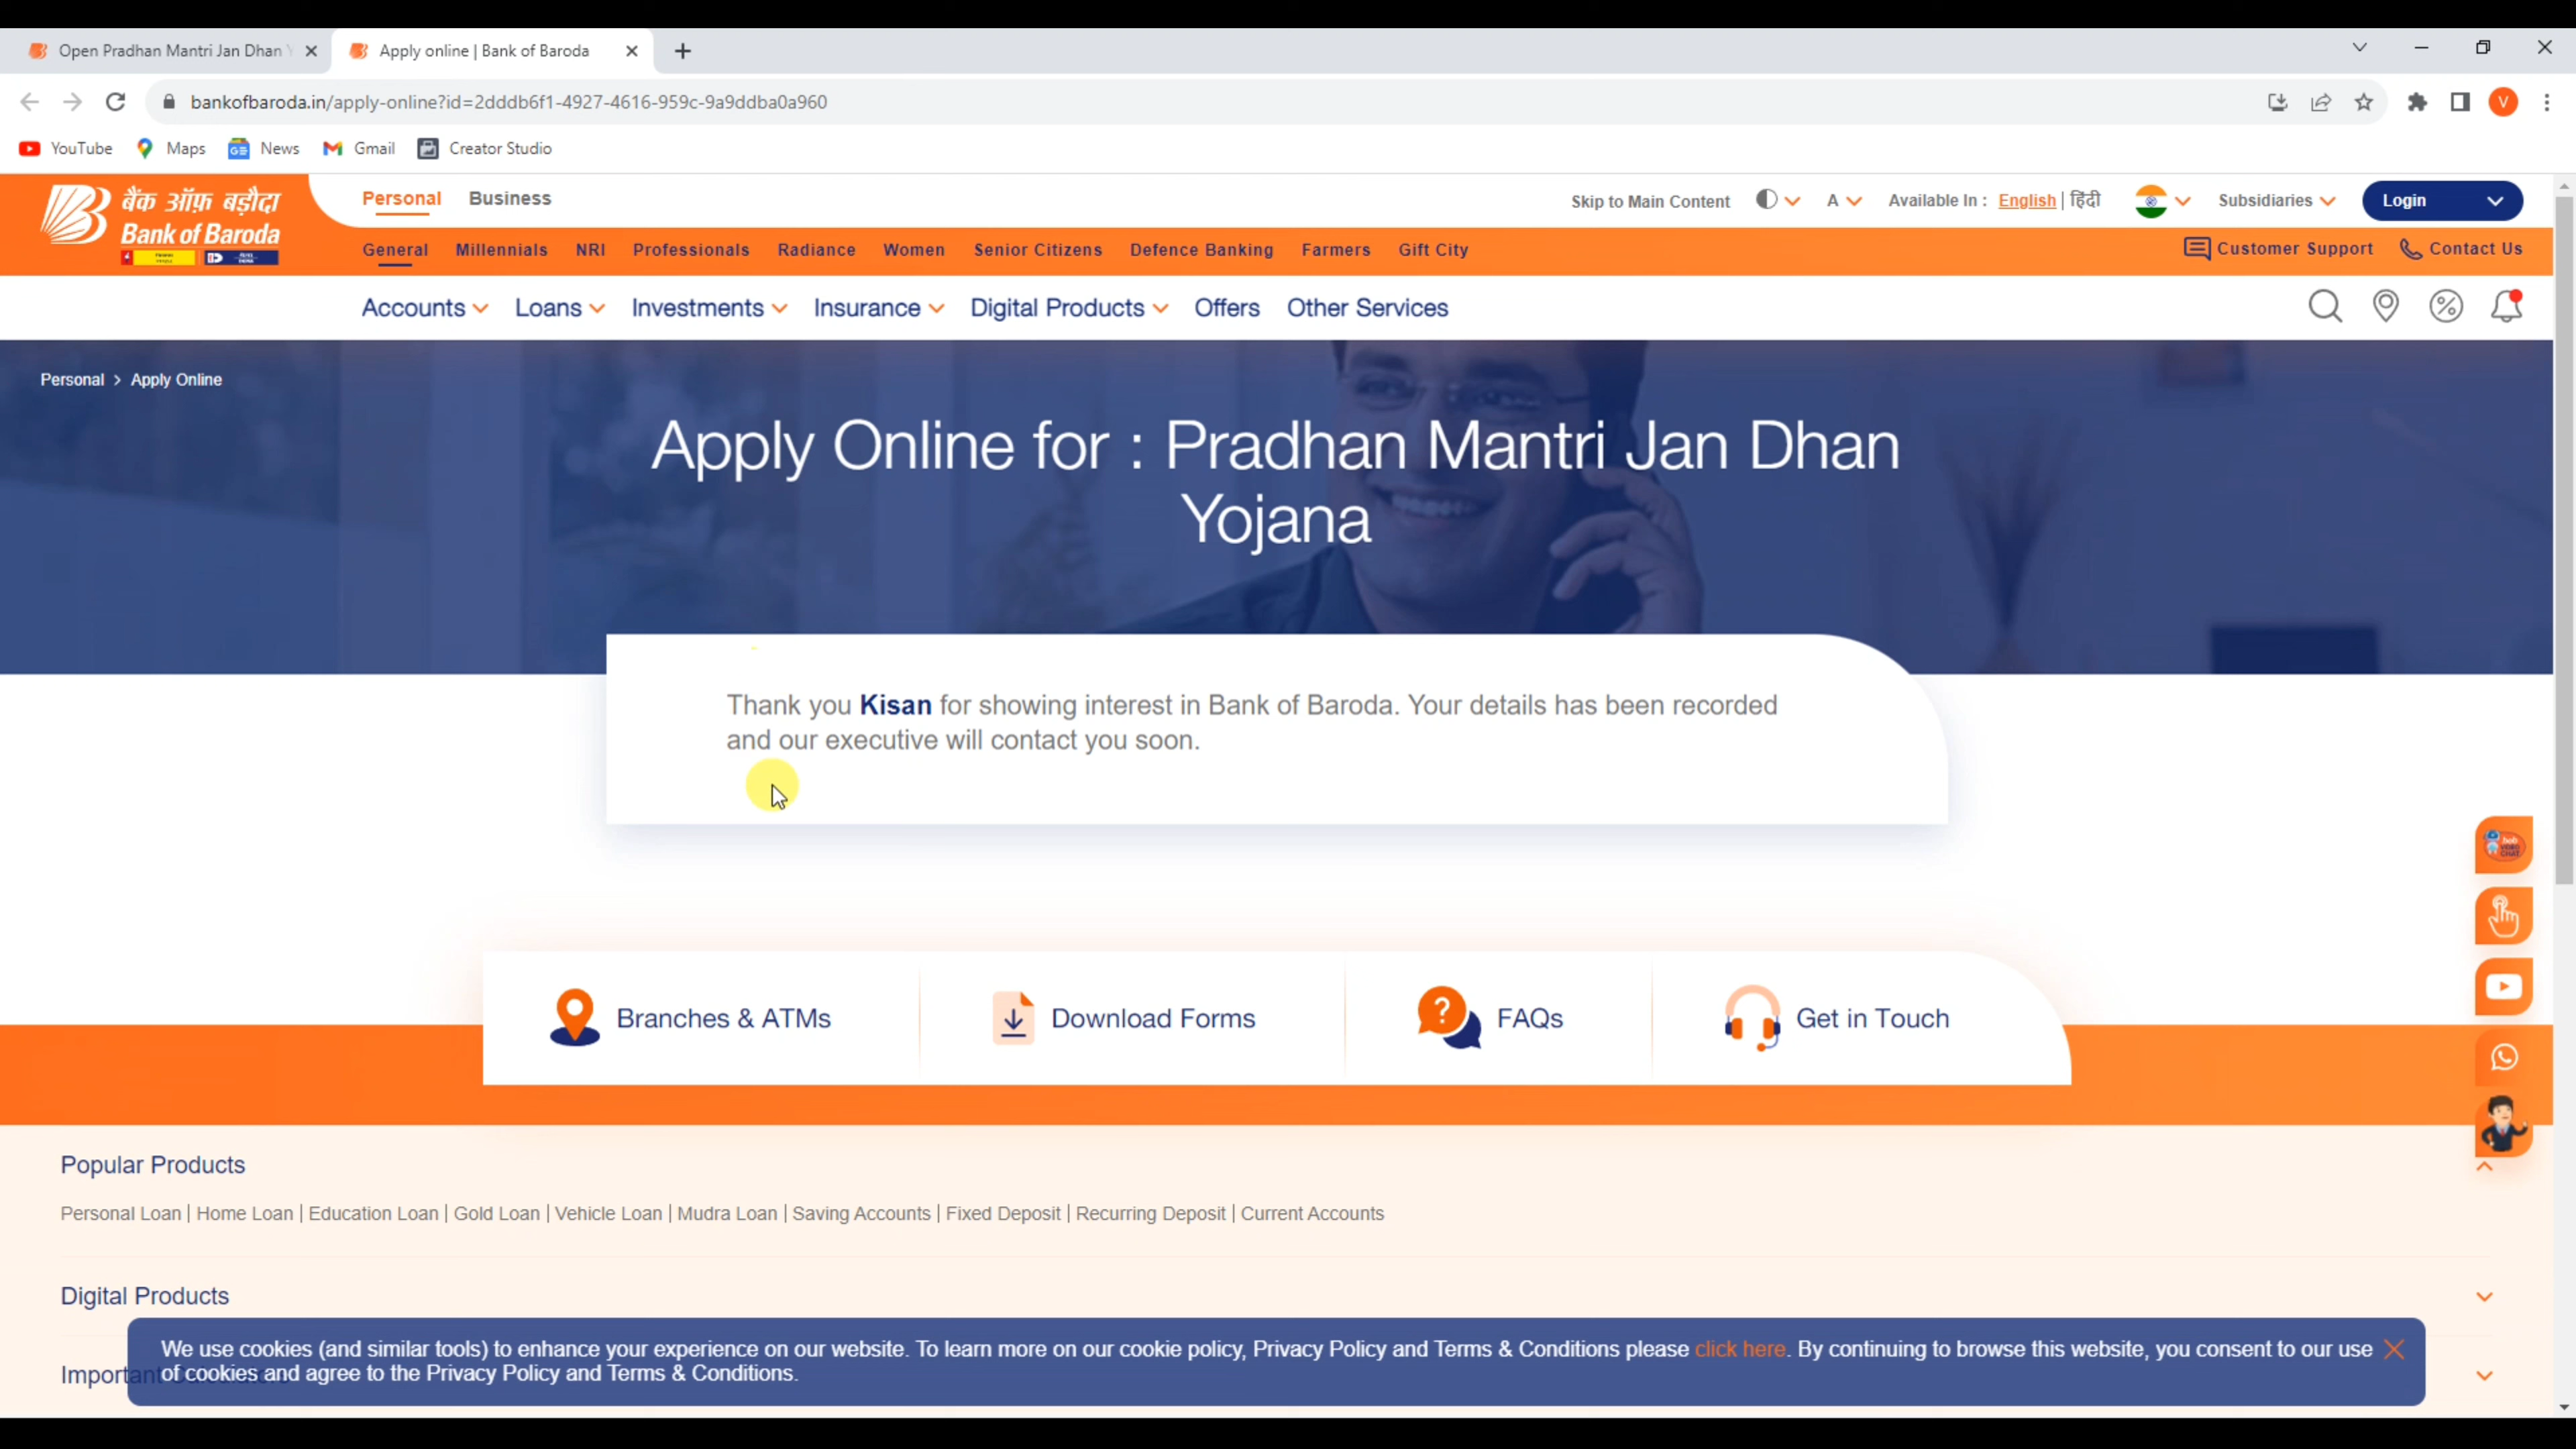 Open Pradhan Mantri Jan Dhan Y
Apply online | Bank of Baroda
bankofbaroda.in/apply-online?id=2dddb6f1-4927-4616-959c-9a9ddba0a960
V
YouTube
Maps
News
Gmail
Creator Studio
बैंक ऑफ़ बड़ौदा
Bank of Baroda
Personal
Business
Skip to Main Content
A
Available In : English | हिंदी
Subsidiaries
Login
General
Millennials
NRI
Professionals
Radiance
Women
Senior Citizens
Defence Banking
Farmers
Gift City
Customer Support
Contact Us
Accounts
Loans
Investments
Insurance
Digital Products
Offers
Other Services
Personal > Apply Online
Apply Online for : Pradhan Mantri Jan Dhan
Yojana
Thank you Kisan for showing interest in Bank of Baroda. Your details has been recorded
and our executive will contact you soon.
Branches & ATMs
Download Forms
FAQs
Get in Touch
Popular Products
Personal Loan | Home Loan | Education Loan | Gold Loan | Vehicle Loan | Mudra Loan | Saving Accounts | Fixed Deposit | Recurring Deposit | Current Accounts
Digital Products
We use cookies (and similar tools) to enhance your experience on our website. To learn more on our cookie policy, Privacy Policy and Terms & Conditions please click here. By continuing to browse this website, you consent to our use
of cookies and agree to the Privacy Policy and Terms & Conditions.
Important